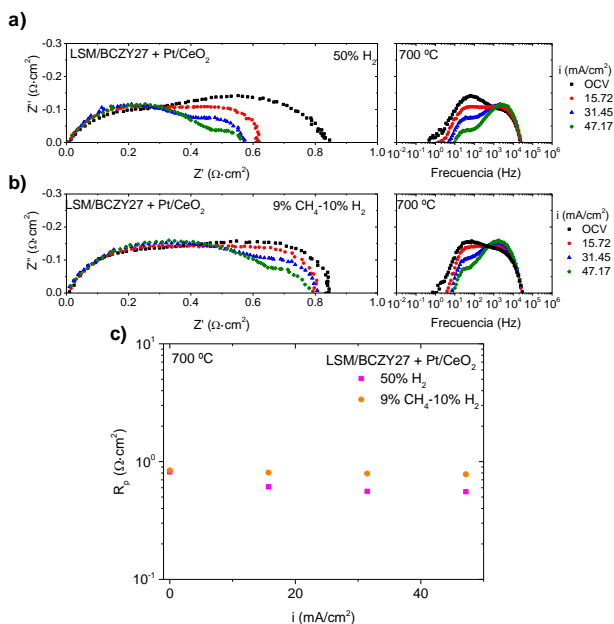 a)
LSM/BCZY27 + Pt/CeO₂
50% H₂
-0.3
-0.2
-0.1
0.0
Z'' (Ω·cm²)
0.0 0.2 0.4 0.6 0.8 1.0
Z' (Ω·cm²)
700 ºC
10⁻² 10⁻¹ 10⁰ 10¹ 10² 10³ 10⁴ 10⁵ 10⁶
Frecuencia (Hz)
i (mA/cm²)
OCV
15.72
31.45
47.17
b)
LSM/BCZY27 + Pt/CeO₂
9% CH₄-10% H₂
-0.3
-0.2
-0.1
0.0
Z'' (Ω·cm²)
0.0 0.2 0.4 0.6 0.8 1.0
Z' (Ω·cm²)
700 ºC
10⁻² 10⁻¹ 10⁰ 10¹ 10² 10³ 10⁴ 10⁵ 10⁶
Frecuencia (Hz)
i (mA/cm²)
OCV
15.72
31.45
47.17
c)
700 ºC
LSM/BCZY27 + Pt/CeO₂
50% H₂
9% CH₄-10% H₂
10¹
10⁰
10⁻¹
Rₚ (Ω·cm²)
0 20 40
i (mA/cm²)